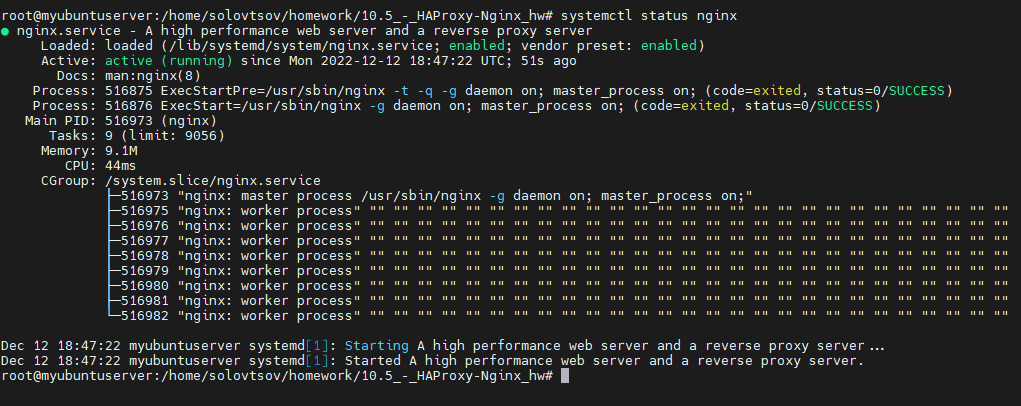 root@myubuntuserver:/home/solovtsov/homework/10.5_-_HAProxy-Nginx_hw# systemctl status nginx
● nginx.service - A high performance web server and a reverse proxy server
     Loaded: loaded (/lib/systemd/system/nginx.service; enabled; vendor preset: enabled)
     Active: active (running) since Mon 2022-12-12 18:47:22 UTC; 51s ago
       Docs: man:nginx(8)
    Process: 516875 ExecStartPre=/usr/sbin/nginx -t -q -g daemon on; master_process on; (code=exited, status=0/SUCCESS)
    Process: 516876 ExecStart=/usr/sbin/nginx -g daemon on; master_process on; (code=exited, status=0/SUCCESS)
   Main PID: 516973 (nginx)
      Tasks: 9 (limit: 9056)
     Memory: 9.1M
        CPU: 44ms
     CGroup: /system.slice/nginx.service
             ├─516973 "nginx: master process /usr/sbin/nginx -g daemon on; master_process on;"
             ├─516975 "nginx: worker process" "" "" "" "" "" "" "" "" "" "" "" "" "" "" "" "" "" "" "" "" "" "" "" "" "" "" ""
             ├─516976 "nginx: worker process" "" "" "" "" "" "" "" "" "" "" "" "" "" "" "" "" "" "" "" "" "" "" "" "" "" "" ""
             ├─516977 "nginx: worker process" "" "" "" "" "" "" "" "" "" "" "" "" "" "" "" "" "" "" "" "" "" "" "" "" "" "" ""
             ├─516978 "nginx: worker process" "" "" "" "" "" "" "" "" "" "" "" "" "" "" "" "" "" "" "" "" "" "" "" "" "" "" ""
             ├─516979 "nginx: worker process" "" "" "" "" "" "" "" "" "" "" "" "" "" "" "" "" "" "" "" "" "" "" "" "" "" "" ""
             ├─516980 "nginx: worker process" "" "" "" "" "" "" "" "" "" "" "" "" "" "" "" "" "" "" "" "" "" "" "" "" "" "" ""
             ├─516981 "nginx: worker process" "" "" "" "" "" "" "" "" "" "" "" "" "" "" "" "" "" "" "" "" "" "" "" "" "" "" ""
             └─516982 "nginx: worker process" "" "" "" "" "" "" "" "" "" "" "" "" "" "" "" "" "" "" "" "" "" "" "" "" "" "" ""
Dec 12 18:47:22 myubuntuserver systemd[1]: Starting A high performance web server and a reverse proxy server...
Dec 12 18:47:22 myubuntuserver systemd[1]: Started A high performance web server and a reverse proxy server.
root@myubuntuserver:/home/solovtsov/homework/10.5_-_HAProxy-Nginx_hw#